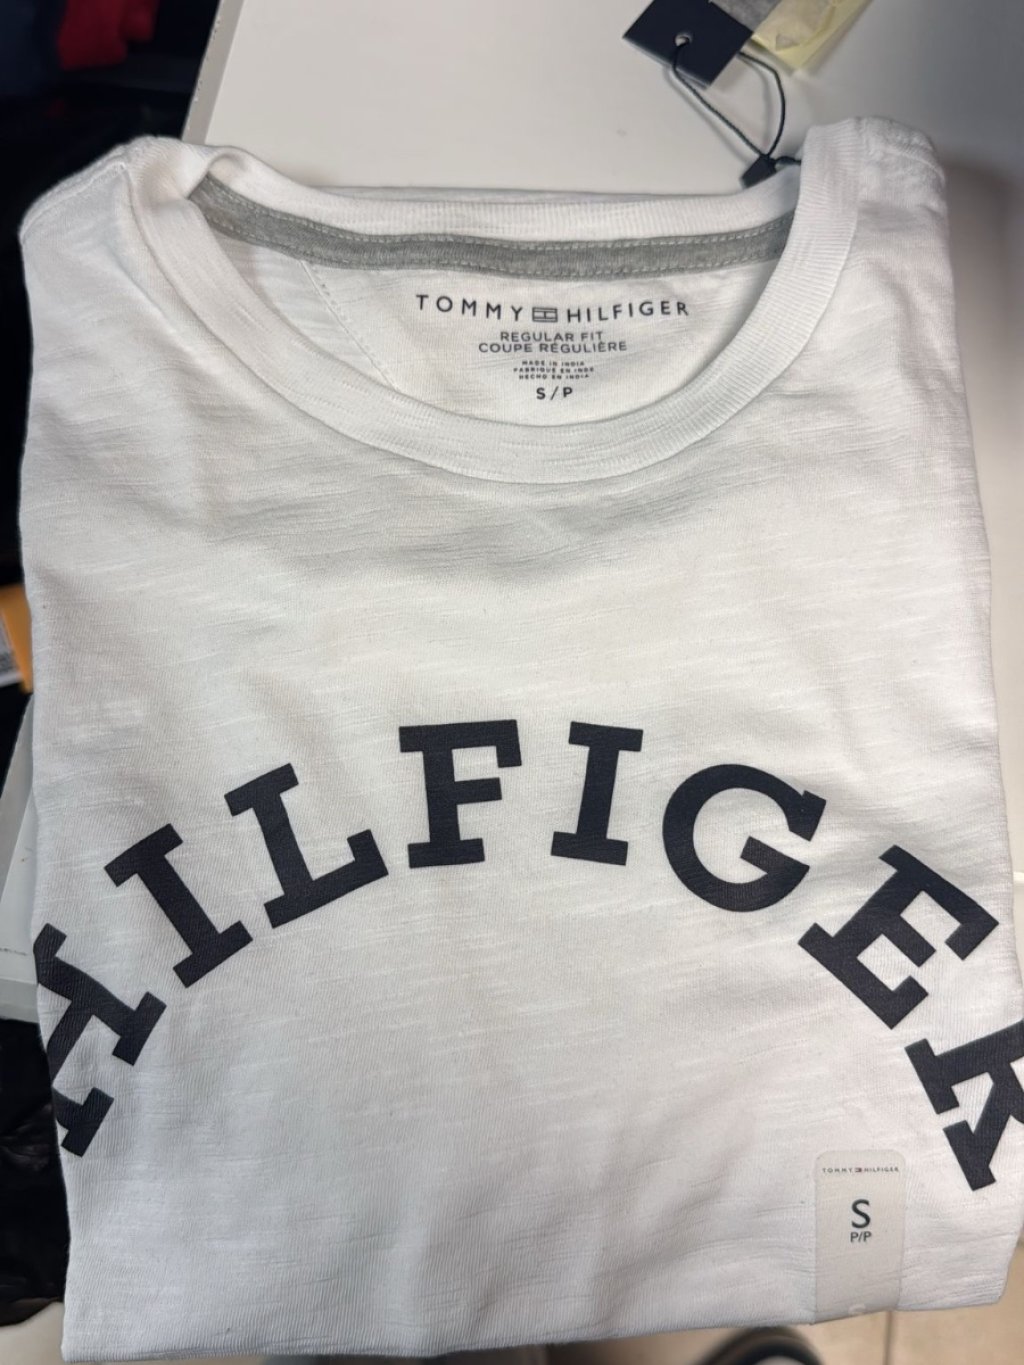 TOMMY HILFIGER
REGULAR FIT
COUPE RÉGULIÈRE
MADE IN INDIA
FABRIQUÉ EN INDE
HECHO EN INDIA
S/P
HILFIGER
TOMMY HILFIGER
S
P/P